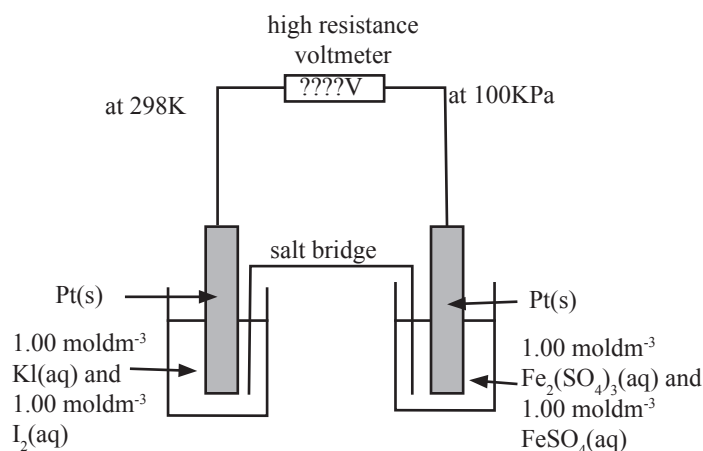 high resistance
voltmeter
????V
at 298K
at 100KPa
salt bridge
Pt(s)
Pt(s)
1.00 moldm⁻³
Kl(aq) and
1.00 moldm⁻³
I₂(aq)
1.00 moldm⁻³
Fe₂(SO₄)₃(aq) and
1.00 moldm⁻³
FeSO₄(aq)